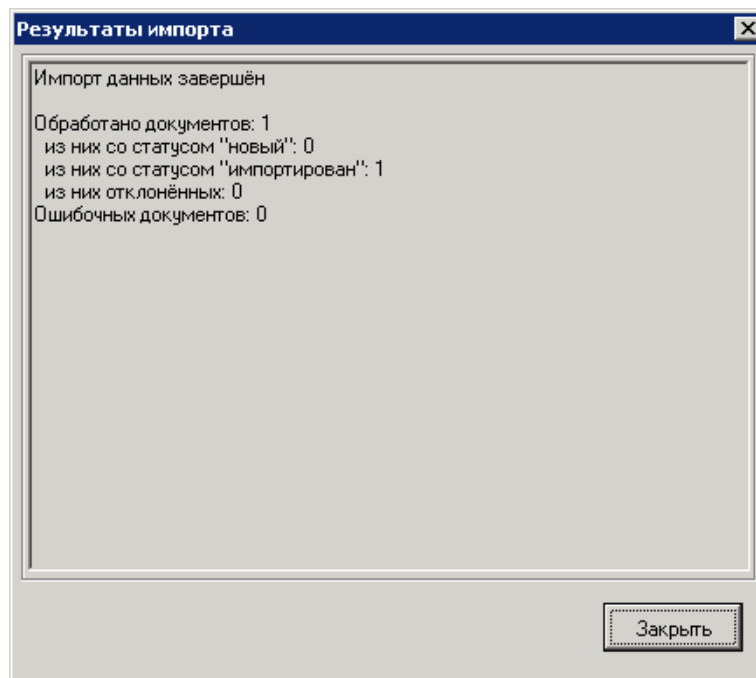 Результаты импорта
Импорт данных завершён
Обработано документов: 1
из них со статусом "новый": 0
из них со статусом "импортирован": 1
из них отклонённых: 0
Ошибочных документов: 0
Закрыть